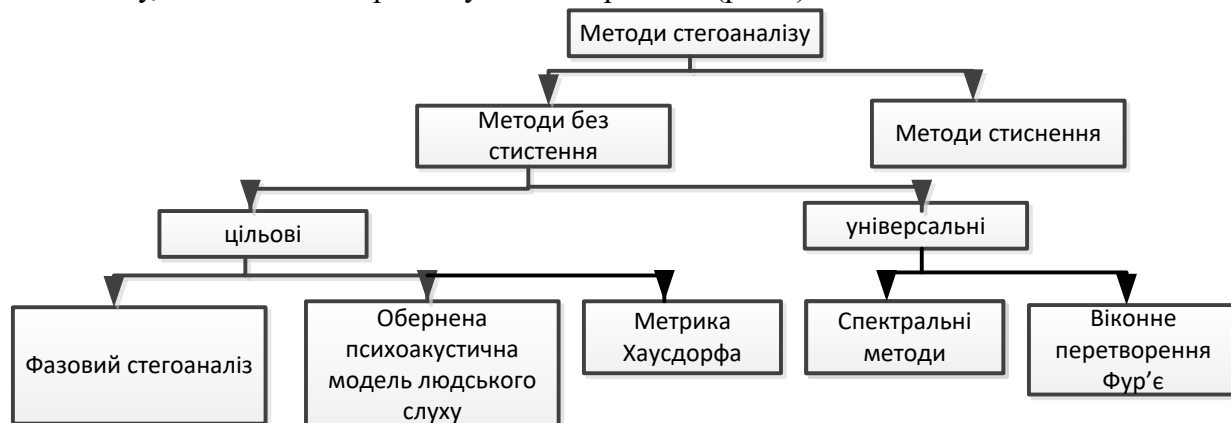 Методи стегоаналізу
Методи без
стистення
Методи стиснення
цільові
універсальні
Фазовий стегоаналіз
Обернена
психоакустична
модель людського
слуху
Метрика
Хаусдорфа
Спектральні
методи
Віконне
перетворення
Фур’є